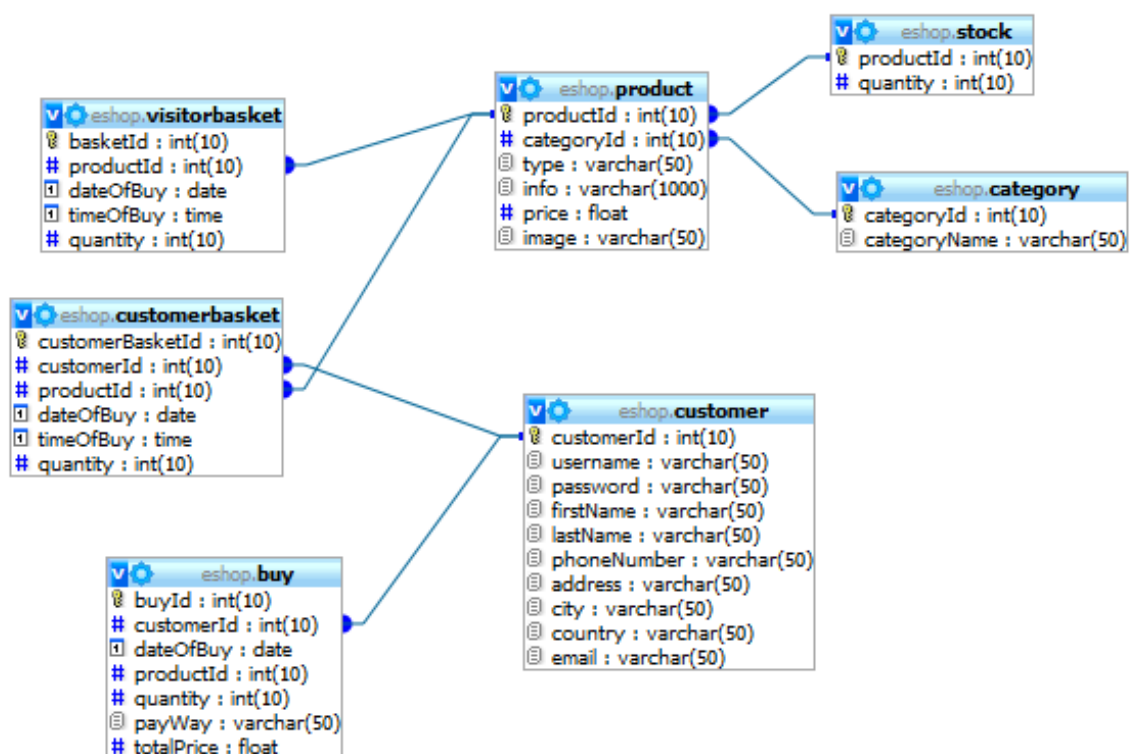 eshop.stock
productId : int(10)
quantity : int(10)
eshop.product
productId : int(10)
categoryId : int(10)
type : varchar(50)
info : varchar(1000)
price : float
image : varchar(50)
eshop.visitorbasket
basketId : int(10)
productId : int(10)
dateOfBuy : date
timeOfBuy : time
quantity : int(10)
eshop.category
categoryId : int(10)
categoryName : varchar(50)
eshop.customerbasket
customerBasketId : int(10)
customerId : int(10)
productId : int(10)
dateOfBuy : date
timeOfBuy : time
quantity : int(10)
eshop.customer
customerId : int(10)
username : varchar(50)
password : varchar(50)
firstName : varchar(50)
lastName : varchar(50)
phoneNumber : varchar(50)
address : varchar(50)
city : varchar(50)
country : varchar(50)
email : varchar(50)
eshop.buy
buyId : int(10)
customerId : int(10)
dateOfBuy : date
productId : int(10)
quantity : int(10)
payWay : varchar(50)
totalPrice : float